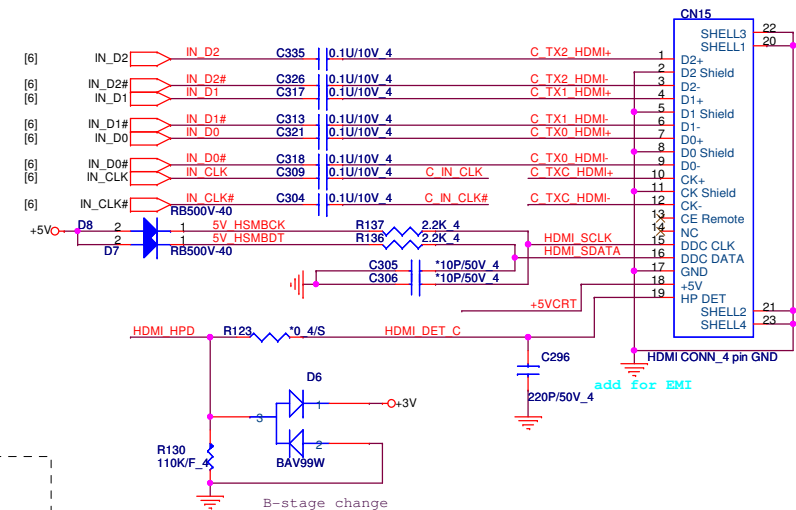 CN15
SHELL3 22
SHELL1 20
[6] IN_D2 IN_D2 C335 0.1U/10V_4 C_TX2_HDMI+ 1 D2+
2 D2 Shield
[6] IN_D2# IN_D2# C326 0.1U/10V_4 C_TX2_HDMI- 3 D2-
[6] IN_D1 IN_D1 C317 0.1U/10V_4 C_TX1_HDMI+ 4 D1+
5 D1 Shield
[6] IN_D1# IN_D1# C313 0.1U/10V_4 C_TX1_HDMI- 6 D1-
[6] IN_D0 IN_D0 C321 0.1U/10V_4 C_TX0_HDMI+ 7 D0+
8 D0 Shield
[6] IN_D0# IN_D0# C318 0.1U/10V_4 C_TX0_HDMI- 9 D0-
[6] IN_CLK IN_CLK C309 0.1U/10V_4 C_IN_CLK C_TXC_HDMI+ 10 CK+
11 CK Shield
[6] IN_CLK# IN_CLK# C304 0.1U/10V_4 C_IN_CLK# C_TXC_HDMI- 12 CK-
13 CE Remote
14 NC
RB500V-40
+5V D8 2 1 5V_HSMBCK R137 2.2K_4
2 1 5V_HSMBDT R136 2.2K_4
D7 RB500V-40
HDMI_SCLK 15 DDC CLK
HDMI_SDATA 16 DDC DATA
C305 *10P/50V_4 17 GND
C306 *10P/50V_4 18 +5V
19 HP DET
+5VCRT
SHELL2 21
SHELL4 23
HDMI_HPD R123 *0_4/S HDMI_DET_C
HDMI CONN_4 pin GND
C296
add for EMI
220P/50V_4
D6
1 +3V
3
2
R130
110K/F_4
BAV99W
B-stage change